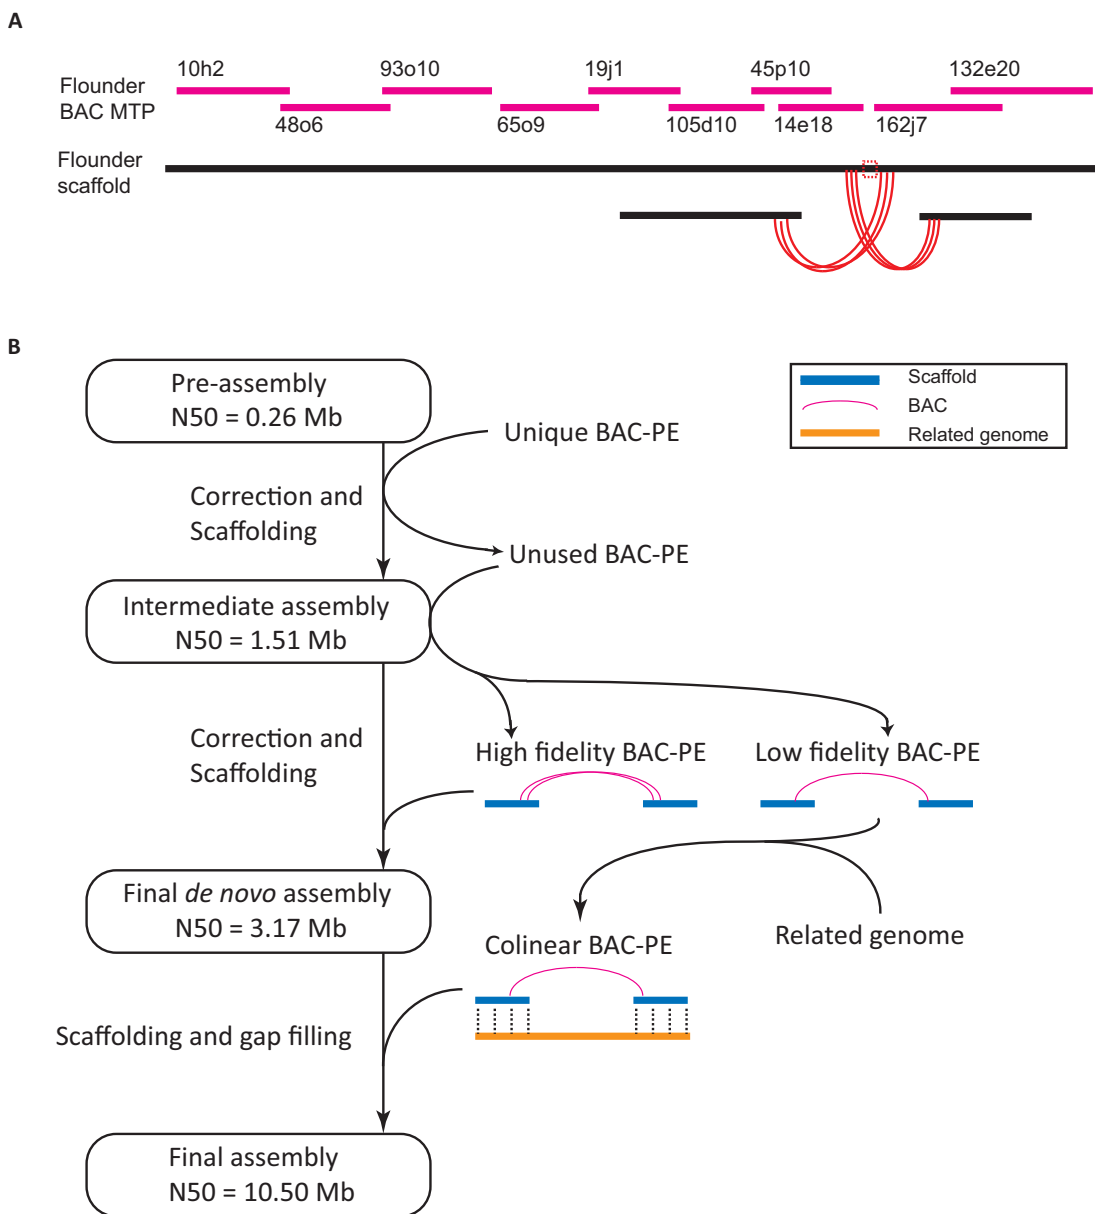 A
10h2
93o10
19j1
45p10
132e20
Flounder
BAC MTP
48o6
65o9
105d10
14e18
162j7
Flounder
scaffold
B
Pre-assembly
N50 = 0.26 Mb
Scaffold
BAC
Related genome
Unique BAC-PE
Correction and
Scaffolding
Unused BAC-PE
Intermediate assembly
N50 = 1.51 Mb
Correction and
Scaffolding
High fidelity BAC-PE
Low fidelity BAC-PE
Final de novo assembly
N50 = 3.17 Mb
Colinear BAC-PE
Related genome
Scaffolding and gap filling
Final assembly
N50 = 10.50 Mb